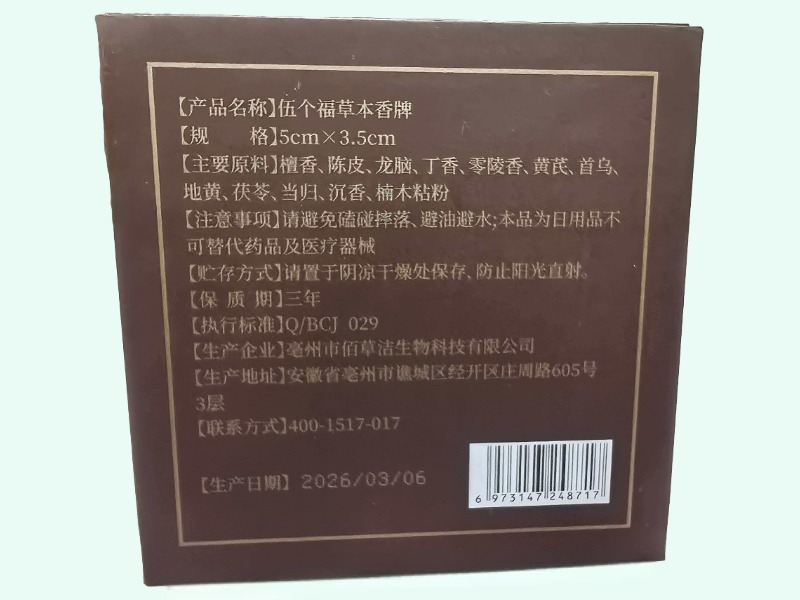 【产品名称】伍个福草本香牌
【规　　格】5cm×3.5cm
【主要原料】檀香、陈皮、龙脑、丁香、零陵香、黄芪、首乌、
地黄、茯苓、当归、沉香、楠木粘粉
【注意事项】请避免磕碰摔落、避油避水;本品为日用品不
可替代药品及医疗器械
【贮存方式】请置于阴凉干燥处保存、防止阳光直射。
【保 质 期】三年
【执行标准】Q/BCJ 029
【生产企业】亳州市佰草洁生物科技有限公司
【生产地址】安徽省亳州市谯城区经开区庄周路605号
3层
【联系方式】400-1517-017
【生产日期】2026/03/06
6 973147 248717